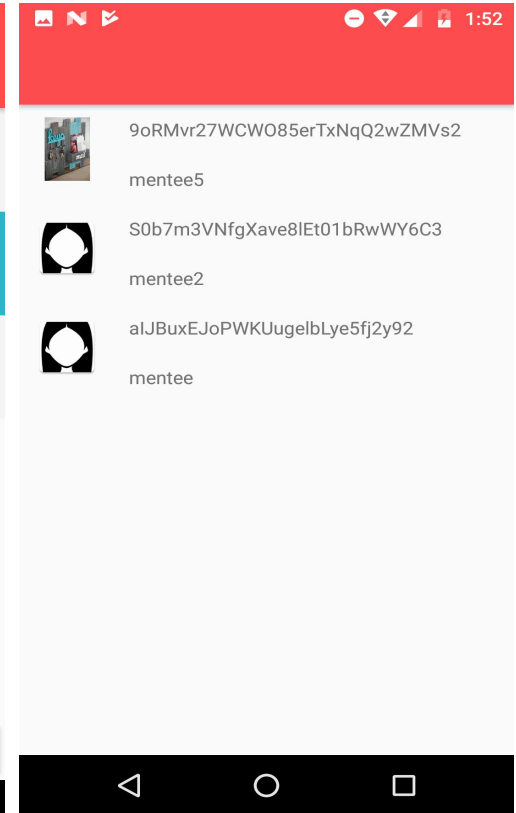 1:52
9oRMvr27WCWO85erTxNqQ2wZMVs2
mentee5
S0b7m3VNfgXave8lEt01bRwWY6C3
mentee2
aIJBuxEJoPWKUugelbLye5fj2y92
mentee